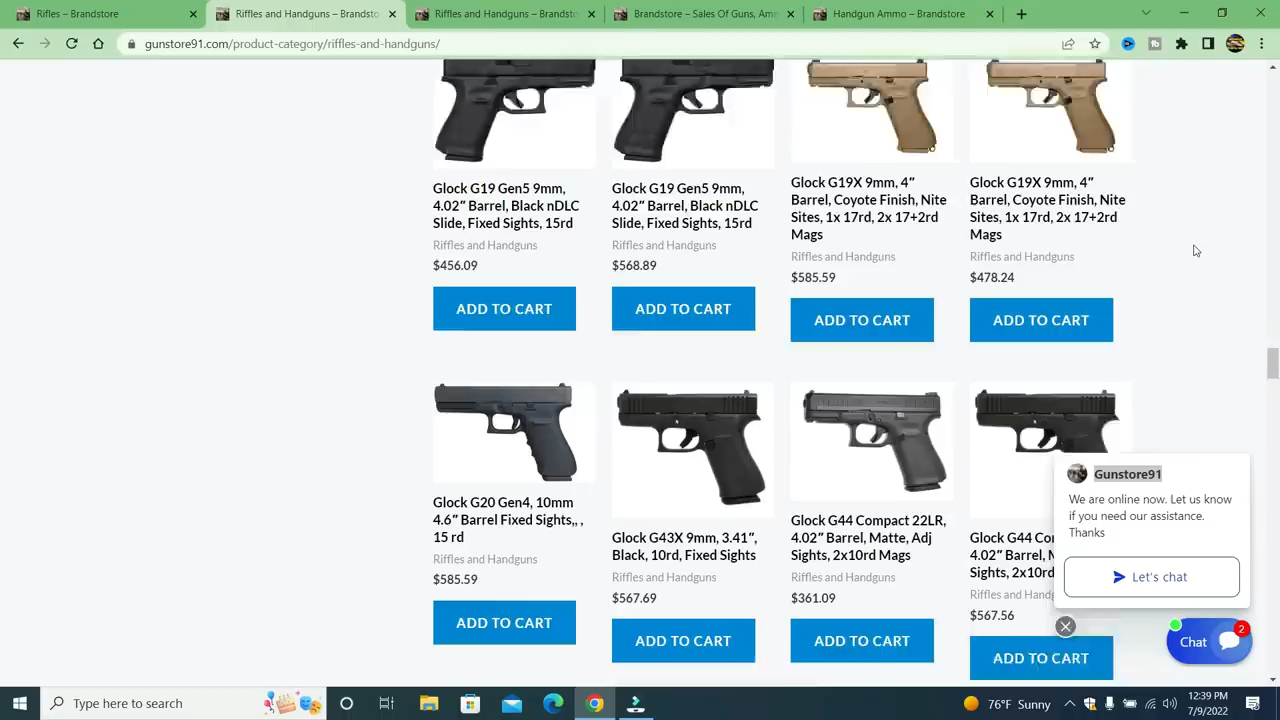 Rifles – Brandstore
Rifles and Handguns – Brandsto
Rifles and Handguns – Brandsto
Brandstore – Sales Of Guns, Am
Handgun Ammo – Brandstore
gunstore91.com/product-category/riffles-and-handguns/
Glock G19 Gen5 9mm,
4.02″ Barrel, Black nDLC
Slide, Fixed Sights, 15rd
Riffles and Handguns
$456.09
ADD TO CART
Glock G19 Gen5 9mm,
4.02″ Barrel, Black nDLC
Slide, Fixed Sights, 15rd
Riffles and Handguns
$568.89
ADD TO CART
Glock G19X 9mm, 4″
Barrel, Coyote Finish, Nite
Sites, 1x 17rd, 2x 17+2rd
Mags
Riffles and Handguns
$585.59
ADD TO CART
Glock G19X 9mm, 4″
Barrel, Coyote Finish, Nite
Sites, 1x 17rd, 2x 17+2rd
Mags
Riffles and Handguns
$478.24
ADD TO CART
Glock G20 Gen4, 10mm
4.6″ Barrel Fixed Sights,, ,
15 rd
Riffles and Handguns
$585.59
ADD TO CART
Glock G43X 9mm, 3.41″,
Black, 10rd, Fixed Sights
Riffles and Handguns
$567.69
ADD TO CART
Glock G44 Compact 22LR,
4.02″ Barrel, Matte, Adj
Sights, 2x10rd Mags
Riffles and Handguns
$361.09
ADD TO CART
Glock G44 Co
4.02″ Barrel, M
Sights, 2x10rd
Riffles and Hand
$567.56
ADD TO CART
Gunstore91
We are online now. Let us know
if you need our assistance.
Thanks
Let's chat
Chat
2
Type here to search
76°F Sunny
12:39 PM
7/9/2022